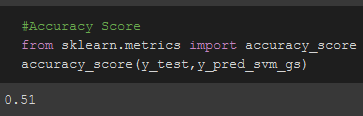 #Accuracy Score
from sklearn.metrics import accuracy_score
accuracy_score(y_test,y_pred_svm_gs)
0.51